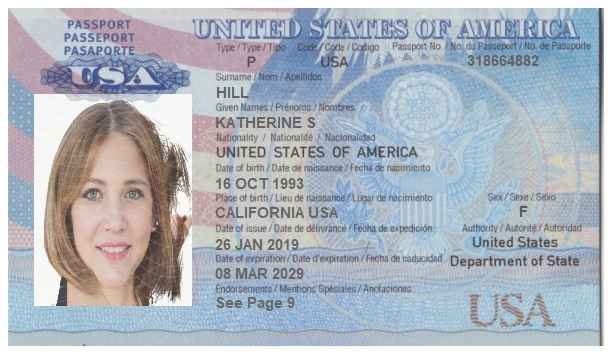 PASSPORT
PASSEPORT
PASAPORTE
USA
UNITED STATES OF AMERICA
Type / Type / Tipo Code / Code / Codigo Passport No. / No. du Passeport / No. de Pasaporte
P USA 318664882
Surname / Nom / Apellidos
HILL
Given Names / Prénoms / Nombres
KATHERINE S
Nationality / Nationalité / Nacionalidad
UNITED STATES OF AMERICA
Date of birth / Date de naissance / Fecha de nacimiento
16 OCT 1993
Place of birth / Lieu de naissance / Lugar de nacimiento Sex / Sexe / Sexo
CALIFORNIA USA F
Date of issue / Date de délivrance / Fecha de expedición Authority / Autorité / Autoridad
26 JAN 2019 United States
Date of expiration / Date d'expiration / Fecha de caducidad Department of State
08 MAR 2029
Endorsements / Mentions Spéciales / Anotaciones
See Page 9
USA